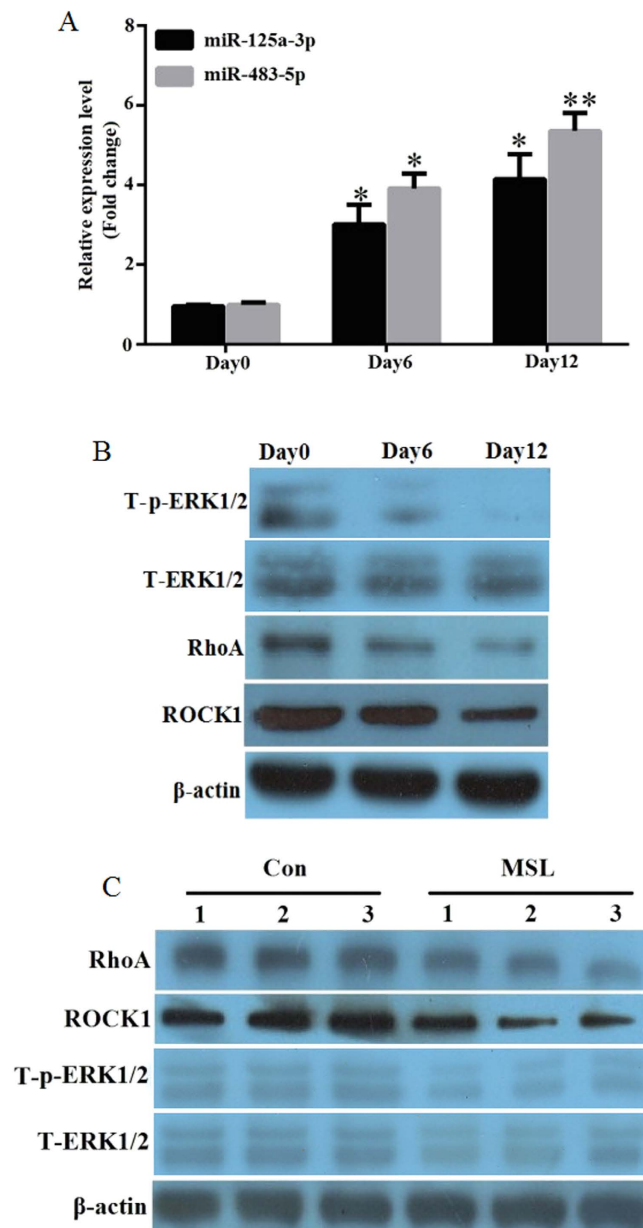 A
miR-125a-3p
miR-483-5p
Relative expression level
(Fold change)
8
6
4
2
0
* * * **
Day0 Day6 Day12
B
Day0 Day6 Day12
T-p-ERK1/2
T-ERK1/2
RhoA
ROCK1
β-actin
C
Con MSL
1 2 3 1 2 3
RhoA
ROCK1
T-p-ERK1/2
T-ERK1/2
β-actin